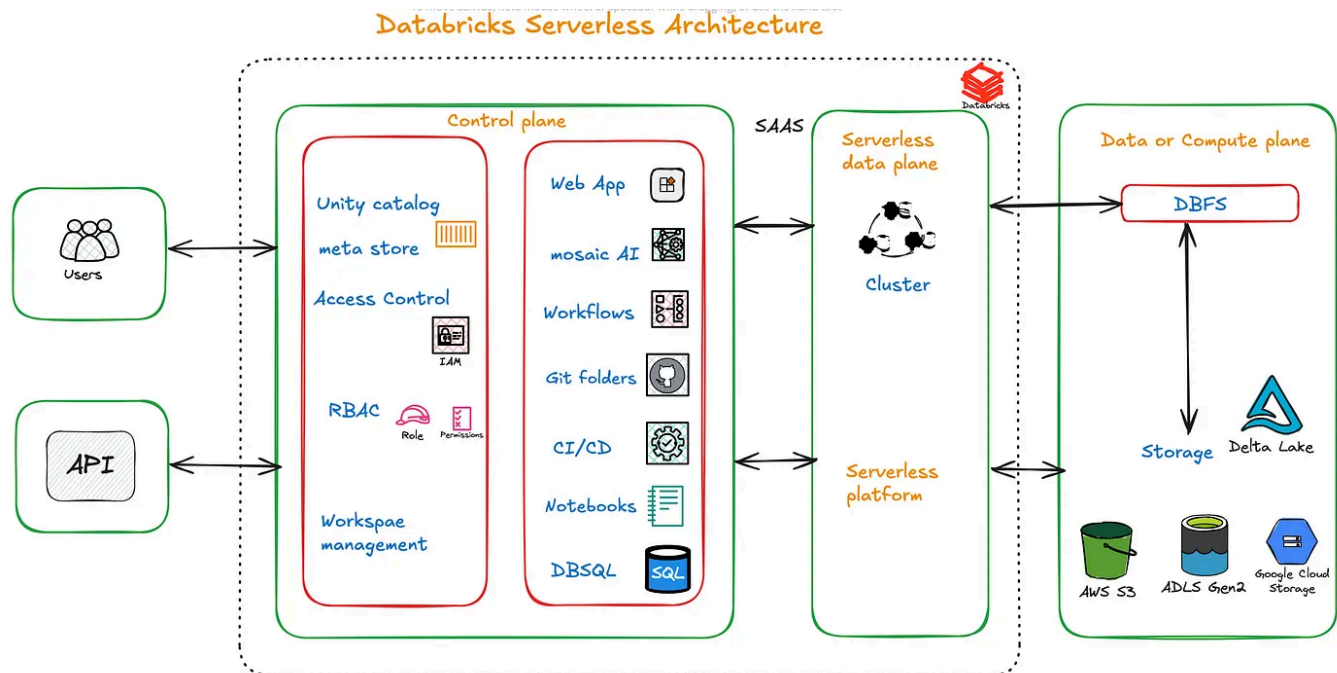 Databricks Serverless Architecture
Databricks
Control plane
SAAS
Serverless
data plane
Data or Compute plane
Unity catalog
meta store
Access Control
IAM
RBAC
Role
Permissions
Workspae
management
Web App
mosaic AI
Workflows
Git folders
CI/CD
Notebooks
DBSQL
SQL
Cluster
Serverless
platform
DBFS
Storage
Delta Lake
AWS S3
ADLS Gen2
Google Cloud
Storage
Users
API